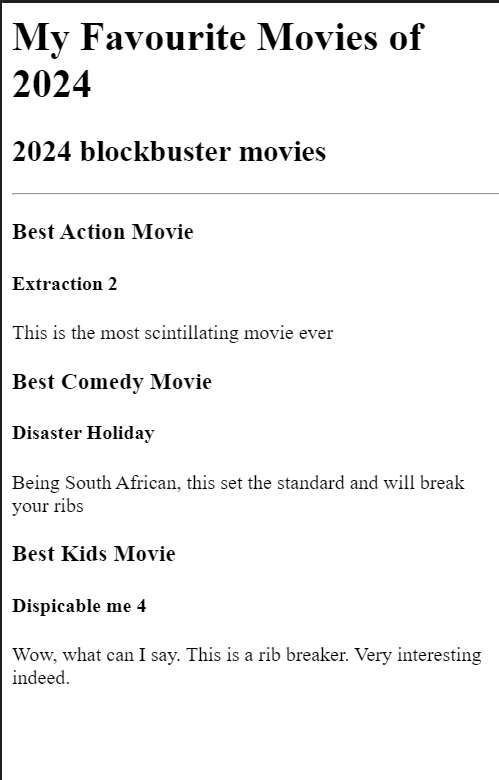 My Favourite Movies of
2024
2024 blockbuster movies
Best Action Movie
Extraction 2
This is the most scintillating movie ever
Best Comedy Movie
Disaster Holiday
Being South African, this set the standard and will break
your ribs
Best Kids Movie
Dispicable me 4
Wow, what can I say. This is a rib breaker. Very interesting
indeed.